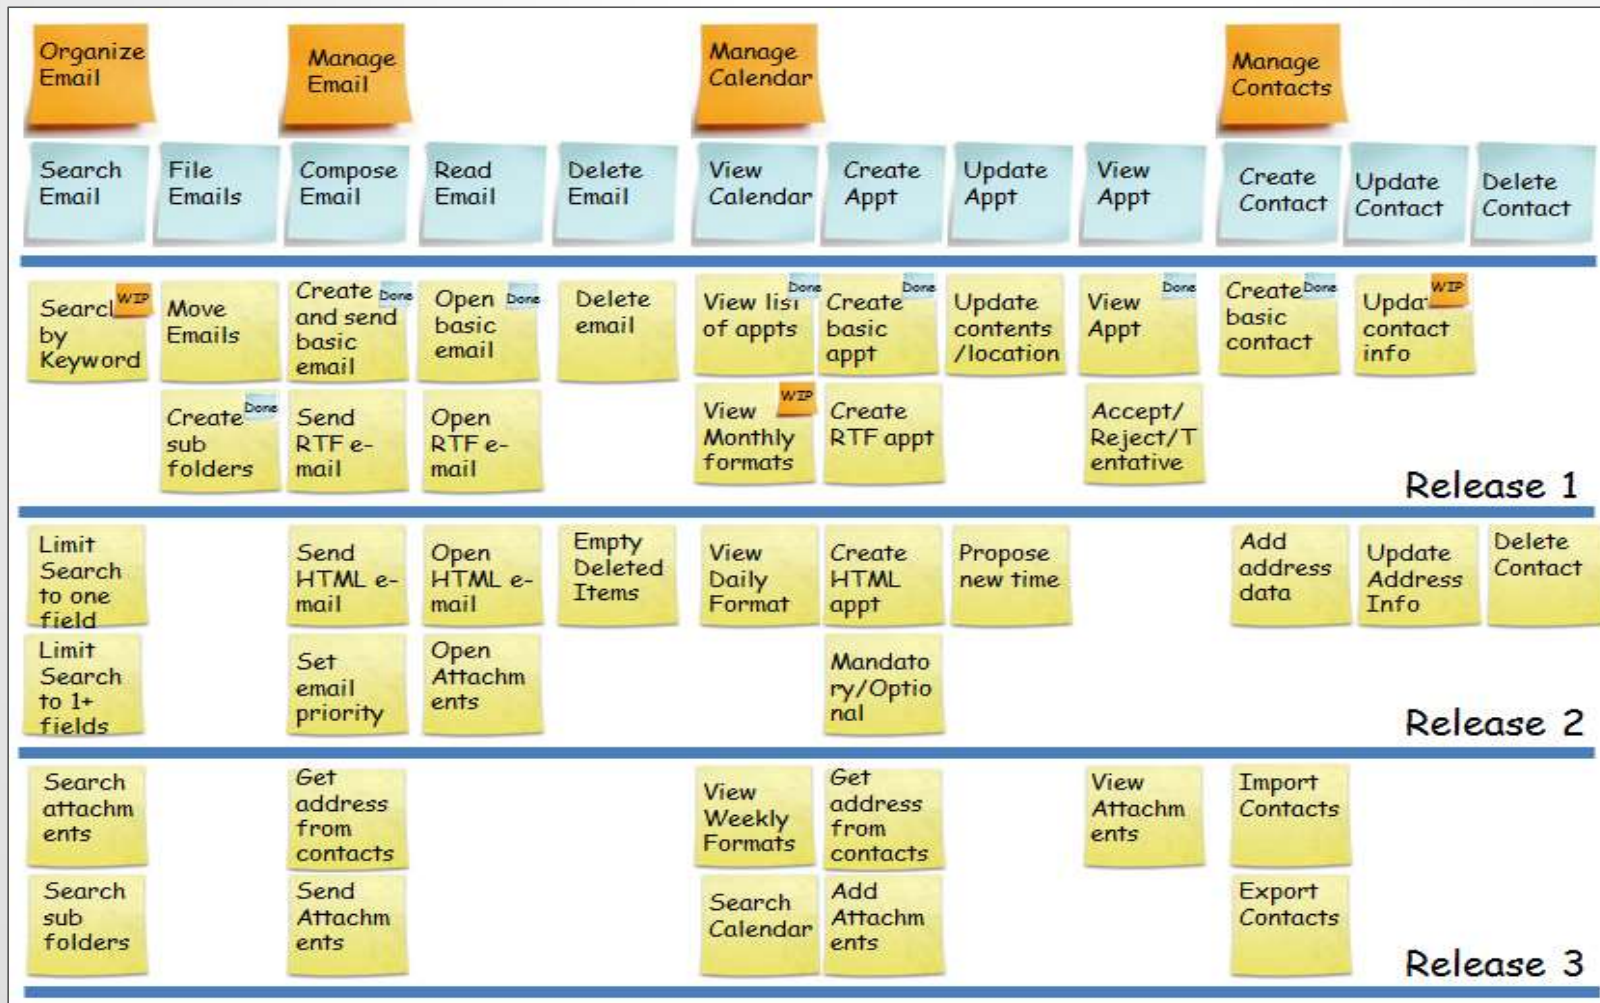 Organize
Email
Manage
Email
Manage
Calendar
Manage
Contacts
Search
Email
File
Emails
Compose
Email
Read
Email
Delete
Email
View
Calendar
Create
Appt
Update
Appt
View
Appt
Create
Contact
Update
Contact
Delete
Contact
WIP
by
Keyword
Move
Emails
Create
Done
and send
basic
email
Open
Done
basic
email
Delete
email
Done
View list
of appts
Done
Create
basic
appt
Update
contents
/location
Done
View
Appt
Create
Done
basic
contact
WIP
contact
info
Create
Done
sub
folders
Send
RTF e-
mail
Open
RTF e-
mail
WIP
View
Monthly
formats
Create
RTF appt
Accept/
Reject/T
entative
Release 1
Limit
Search
to one
field
Send
HTML e-
mail
Open
HTML e-
mail
Empty
Deleted
Items
View
Daily
Format
Create
HTML
appt
Propose
new time
Add
address
data
Update
Address
Info
Delete
Contact
Limit
Search
to 1+
fields
Set
email
priority
Open
Attachm
ents
Mandato
ry/Optio
nal
Release 2
Search
attachm
ents
Get
address
from
contacts
View
Weekly
Formats
Get
address
from
contacts
View
Attachm
ents
Import
Contacts
Search
sub
folders
Send
Attachm
ents
Search
Calendar
Add
Attachm
ents
Export
Contacts
Release 3